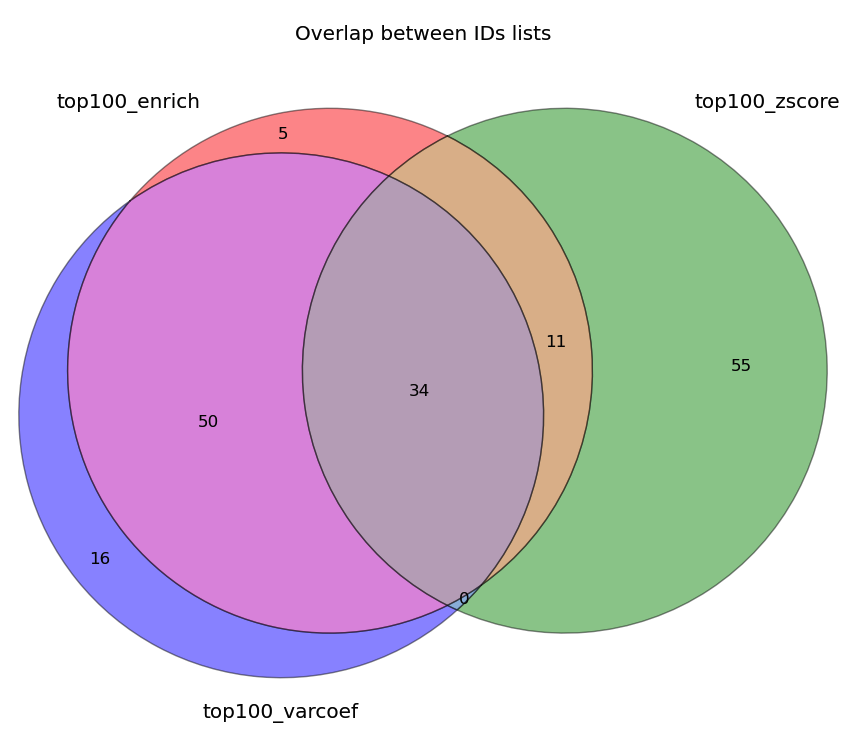 Overlap between IDs lists
top100_enrich
top100_zscore
5
11
55
34
50
16
0
top100_varcoef